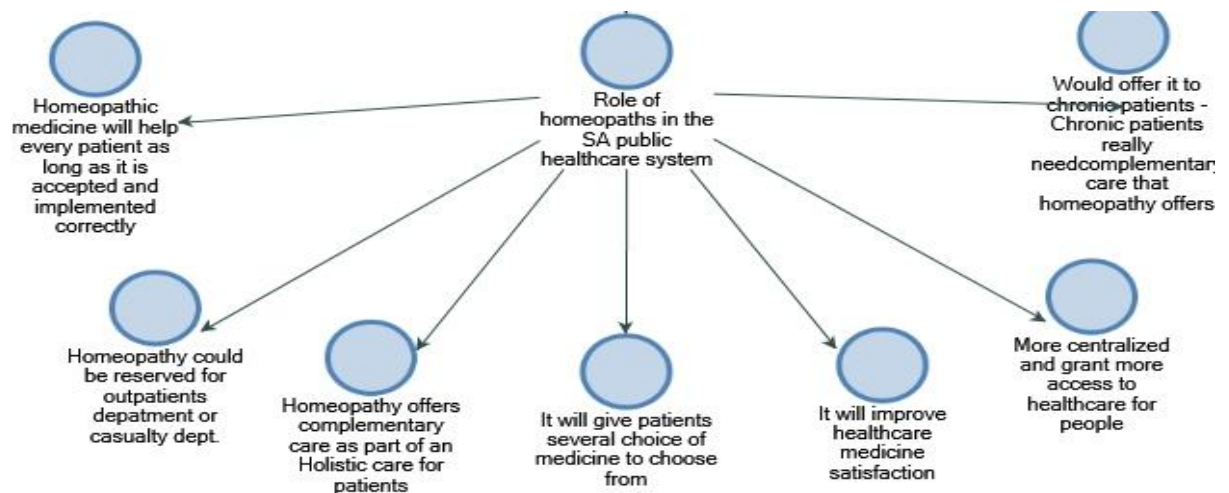 Role of
homeopaths in the
SA public
healthcare system
Homeopathic
medicine will help
every patient as
long as it is
accepted and
implemented
correctly
Would offer it to
chronic patients -
Chronic patients
really
needcomplementary
care that
homeopathy offers
Homeopathy could
be reserved for
outpatients
depatment or
casualty dept.
Homeopathy offers
complementary
care as part of an
Holistic care for
patients
It will give patients
several choice of
medicine to choose
from
It will improve
healthcare
medicine
satisfaction
More centralized
and grant more
access to
healthcare for
people